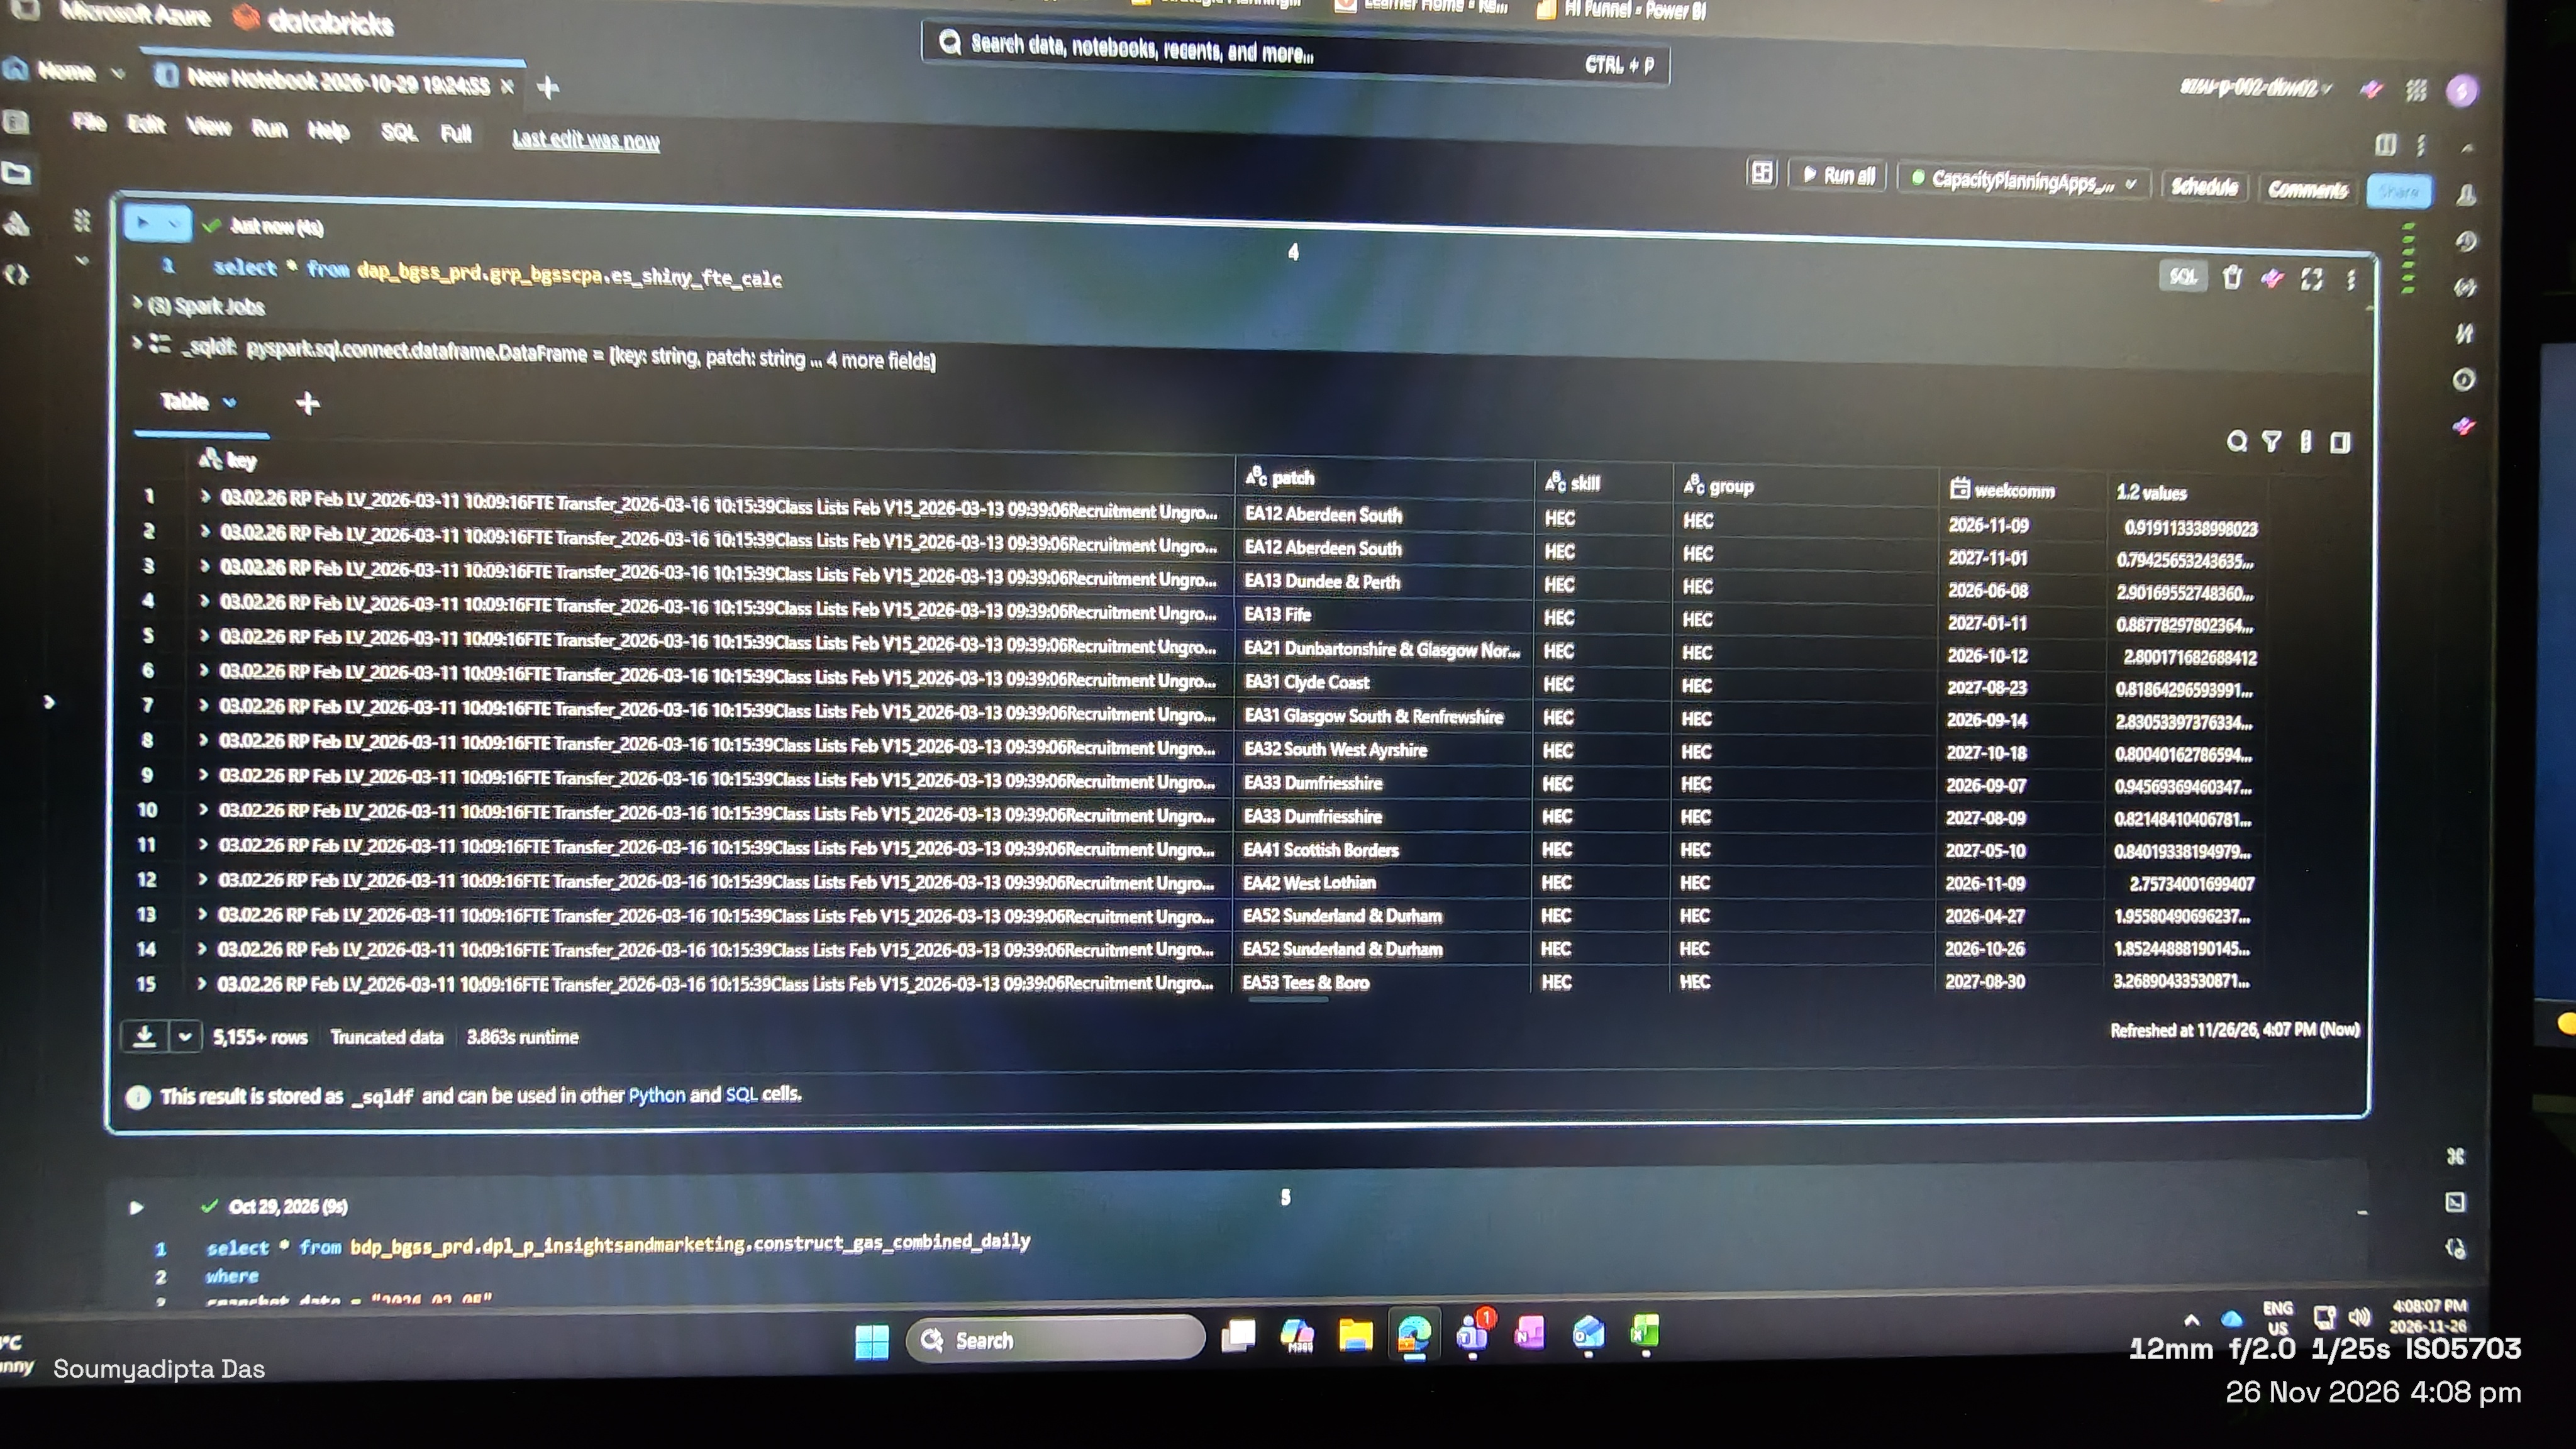 Microsoft Azure databricks
HI Funnel - Power BI
Search data, notebooks, recents, and more... CTRL + P
Home New Notebook 2026-10-29 19:24:55
File Edit View Run Help SQL Full Last edit was now
Run all CapacityPlanningApps_... Schedule Comments Share
Just now (4s)
4
1 select * from dap_bgss_prd.grp_bgsscpa.es_shiny_fte_calc
SQL
(3) Spark Jobs
_sqldf: pyspark.sql.connect.dataframe.DataFrame = [key: string, patch: string ... 4 more fields]
Table
key patch skill group weekcomm 1.2 values
1 03.02.26 RP Feb LV_2026-03-11 10:09:16FTE Transfer_2026-03-16 10:15:39Class Lists Feb V15_2026-03-13 09:39:06Recruitment Ungro... EA12 Aberdeen South HEC HEC 2026-11-09 0.919113338998023
2 03.02.26 RP Feb LV_2026-03-11 10:09:16FTE Transfer_2026-03-16 10:15:39Class Lists Feb V15_2026-03-13 09:39:06Recruitment Ungro... EA12 Aberdeen South HEC HEC 2027-11-01 0.79425653243635...
3 03.02.26 RP Feb LV_2026-03-11 10:09:16FTE Transfer_2026-03-16 10:15:39Class Lists Feb V15_2026-03-13 09:39:06Recruitment Ungro... EA13 Dundee & Perth HEC HEC 2026-06-08 2.90169552748360...
4 03.02.26 RP Feb LV_2026-03-11 10:09:16FTE Transfer_2026-03-16 10:15:39Class Lists Feb V15_2026-03-13 09:39:06Recruitment Ungro... EA13 Fife HEC HEC 2027-01-11 0.88778297802364...
5 03.02.26 RP Feb LV_2026-03-11 10:09:16FTE Transfer_2026-03-16 10:15:39Class Lists Feb V15_2026-03-13 09:39:06Recruitment Ungro... EA21 Dunbartonshire & Glasgow Nor... HEC HEC 2026-10-12 2.800171682688412
6 03.02.26 RP Feb LV_2026-03-11 10:09:16FTE Transfer_2026-03-16 10:15:39Class Lists Feb V15_2026-03-13 09:39:06Recruitment Ungro... EA31 Clyde Coast HEC HEC 2027-08-23 0.81864296593991...
7 03.02.26 RP Feb LV_2026-03-11 10:09:16FTE Transfer_2026-03-16 10:15:39Class Lists Feb V15_2026-03-13 09:39:06Recruitment Ungro... EA31 Glasgow South & Renfrewshire HEC HEC 2026-09-14 2.83053397376334...
8 03.02.26 RP Feb LV_2026-03-11 10:09:16FTE Transfer_2026-03-16 10:15:39Class Lists Feb V15_2026-03-13 09:39:06Recruitment Ungro... EA32 South West Ayrshire HEC HEC 2027-10-18 0.80040162786594...
9 03.02.26 RP Feb LV_2026-03-11 10:09:16FTE Transfer_2026-03-16 10:15:39Class Lists Feb V15_2026-03-13 09:39:06Recruitment Ungro... EA33 Dumfriesshire HEC HEC 2026-09-07 0.94569369460347...
10 03.02.26 RP Feb LV_2026-03-11 10:09:16FTE Transfer_2026-03-16 10:15:39Class Lists Feb V15_2026-03-13 09:39:06Recruitment Ungro... EA33 Dumfriesshire HEC HEC 2027-08-09 0.82148410406781...
11 03.02.26 RP Feb LV_2026-03-11 10:09:16FTE Transfer_2026-03-16 10:15:39Class Lists Feb V15_2026-03-13 09:39:06Recruitment Ungro... EA41 Scottish Borders HEC HEC 2027-05-10 0.84019338194979...
12 03.02.26 RP Feb LV_2026-03-11 10:09:16FTE Transfer_2026-03-16 10:15:39Class Lists Feb V15_2026-03-13 09:39:06Recruitment Ungro... EA42 West Lothian HEC HEC 2026-11-09 2.75734001699407
13 03.02.26 RP Feb LV_2026-03-11 10:09:16FTE Transfer_2026-03-16 10:15:39Class Lists Feb V15_2026-03-13 09:39:06Recruitment Ungro... EA52 Sunderland & Durham HEC HEC 2026-04-27 1.95580490696237...
14 03.02.26 RP Feb LV_2026-03-11 10:09:16FTE Transfer_2026-03-16 10:15:39Class Lists Feb V15_2026-03-13 09:39:06Recruitment Ungro... EA52 Sunderland & Durham HEC HEC 2026-10-26 1.85244888190145...
15 03.02.26 RP Feb LV_2026-03-11 10:09:16FTE Transfer_2026-03-16 10:15:39Class Lists Feb V15_2026-03-13 09:39:06Recruitment Ungro... EA53 Tees & Boro HEC HEC 2027-08-30 3.26890433530871...
5,155+ rows Truncated data 3.863s runtime Refreshed at 11/26/26, 4:07 PM (Now)
This result is stored as _sqldf and can be used in other Python and SQL cells.
Oct 29, 2026 (9s)
5
1 select * from bdp_bgss_prd.dpl_p_insightsandmarketing.construct_gas_combined_daily
2 where
Search
ENG
US
4:08:07 PM
2026-11-26
Soumyadipta Das
12mm f/2.0 1/25s ISO5703
26 Nov 2026 4:08 pm